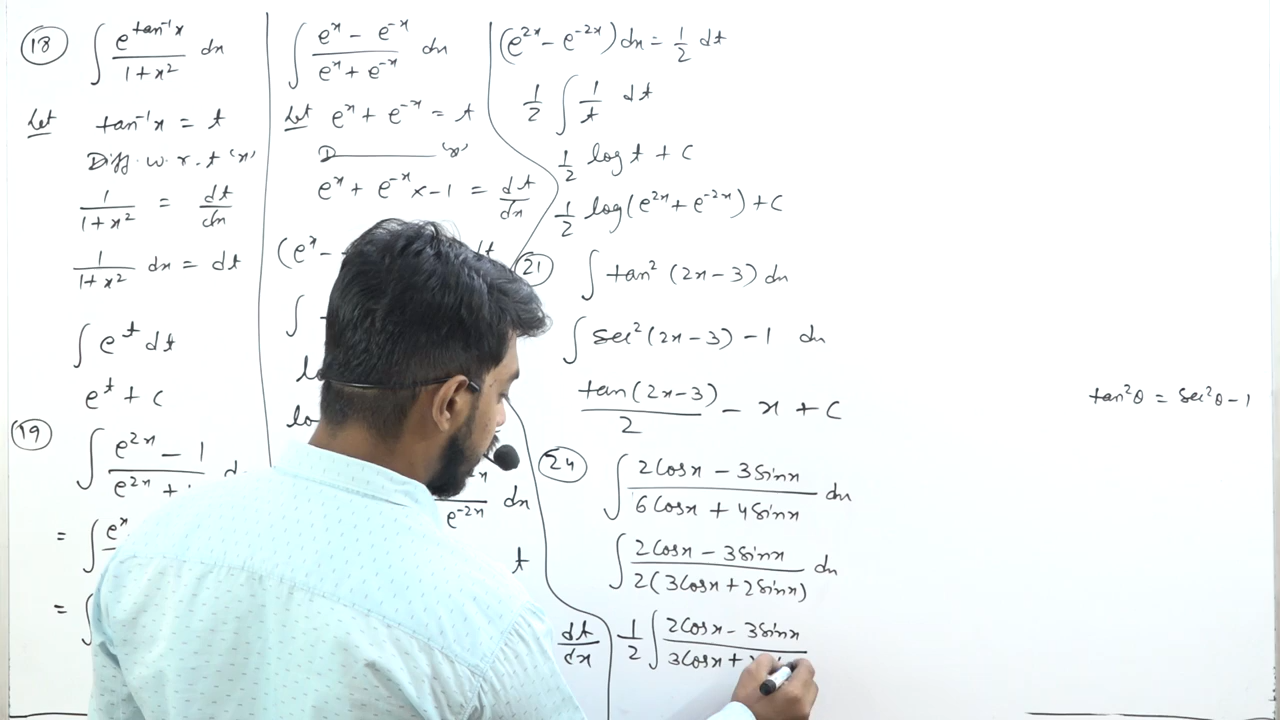 18 ∫ e^(tan⁻¹x)/(1+x²) dx
Let tan⁻¹x = t
Diff. w. r. t 'x'
1/(1+x²) = dt/dx
1/(1+x²) dx = dt
∫ e^t dt
e^t + c
19 ∫ (e^(2x) − 1)/(e^(2x) +
= ∫ e^x
= ∫
∫ (e^x − e^(−x))/(e^x + e^(−x)) dx
Let e^x + e^(−x) = t
D 'x'
e^x + e^(−x) × −1 = dt/dx
(e^x − dt
∫
lo
e^(−2x) dx
t
dt/dx
(e^(2x) − e^(−2x)) dx = 1/2 dt
1/2 ∫ 1/t dt
1/2 log t + c
1/2 log(e^(2x) + e^(−2x)) + c
21 ∫ tan² (2x − 3) dx
∫ sec² (2x − 3) − 1 dx
tan(2x − 3)/2 − x + c
24 ∫ (2cosx − 3sinx)/(6cosx + 4sinx) dx
∫ (2cosx − 3sinx)/(2(3cosx + 2sinx)) dx
1/2 ∫ (2cosx − 3sinx)/(3cosx +
tan²θ = sec²θ − 1